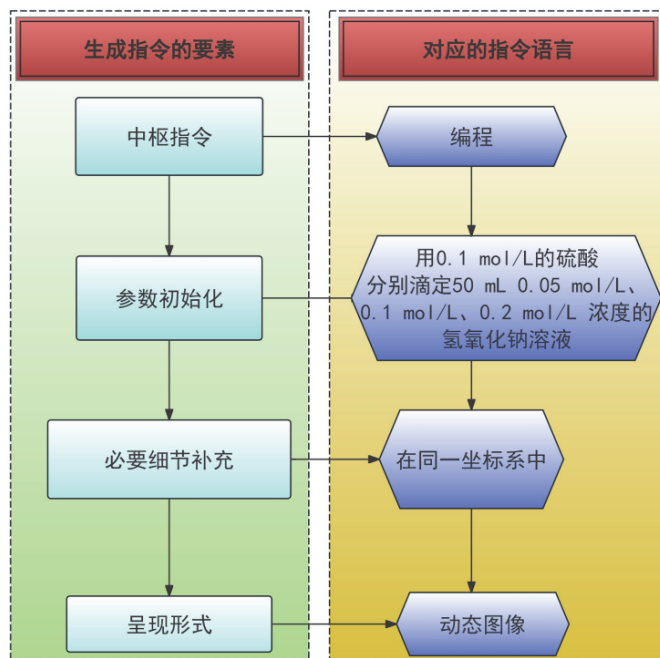 生成指令的要素
对应的指令语言
中枢指令
编程
参数初始化
用0.1 mol/L的硫酸
分别滴定50 mL 0.05 mol/L、
0.1 mol/L、0.2 mol/L 浓度的
氢氧化钠溶液
必要细节补充
在同一坐标系中
呈现形式
动态图像